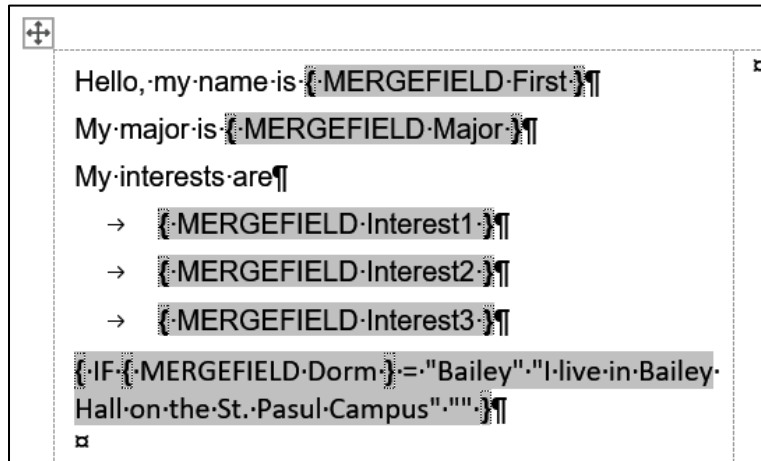 Hello, my name is { MERGEFIELD First }¶
My major is { MERGEFIELD Major }¶
My interests are¶
→ { MERGEFIELD Interest1 }¶
→ { MERGEFIELD Interest2 }¶
→ { MERGEFIELD Interest3 }¶
{ IF { MERGEFIELD Dorm } = "Bailey" "I live in Bailey
Hall on the St. Pasul Campus" "" }¶
¤
¤